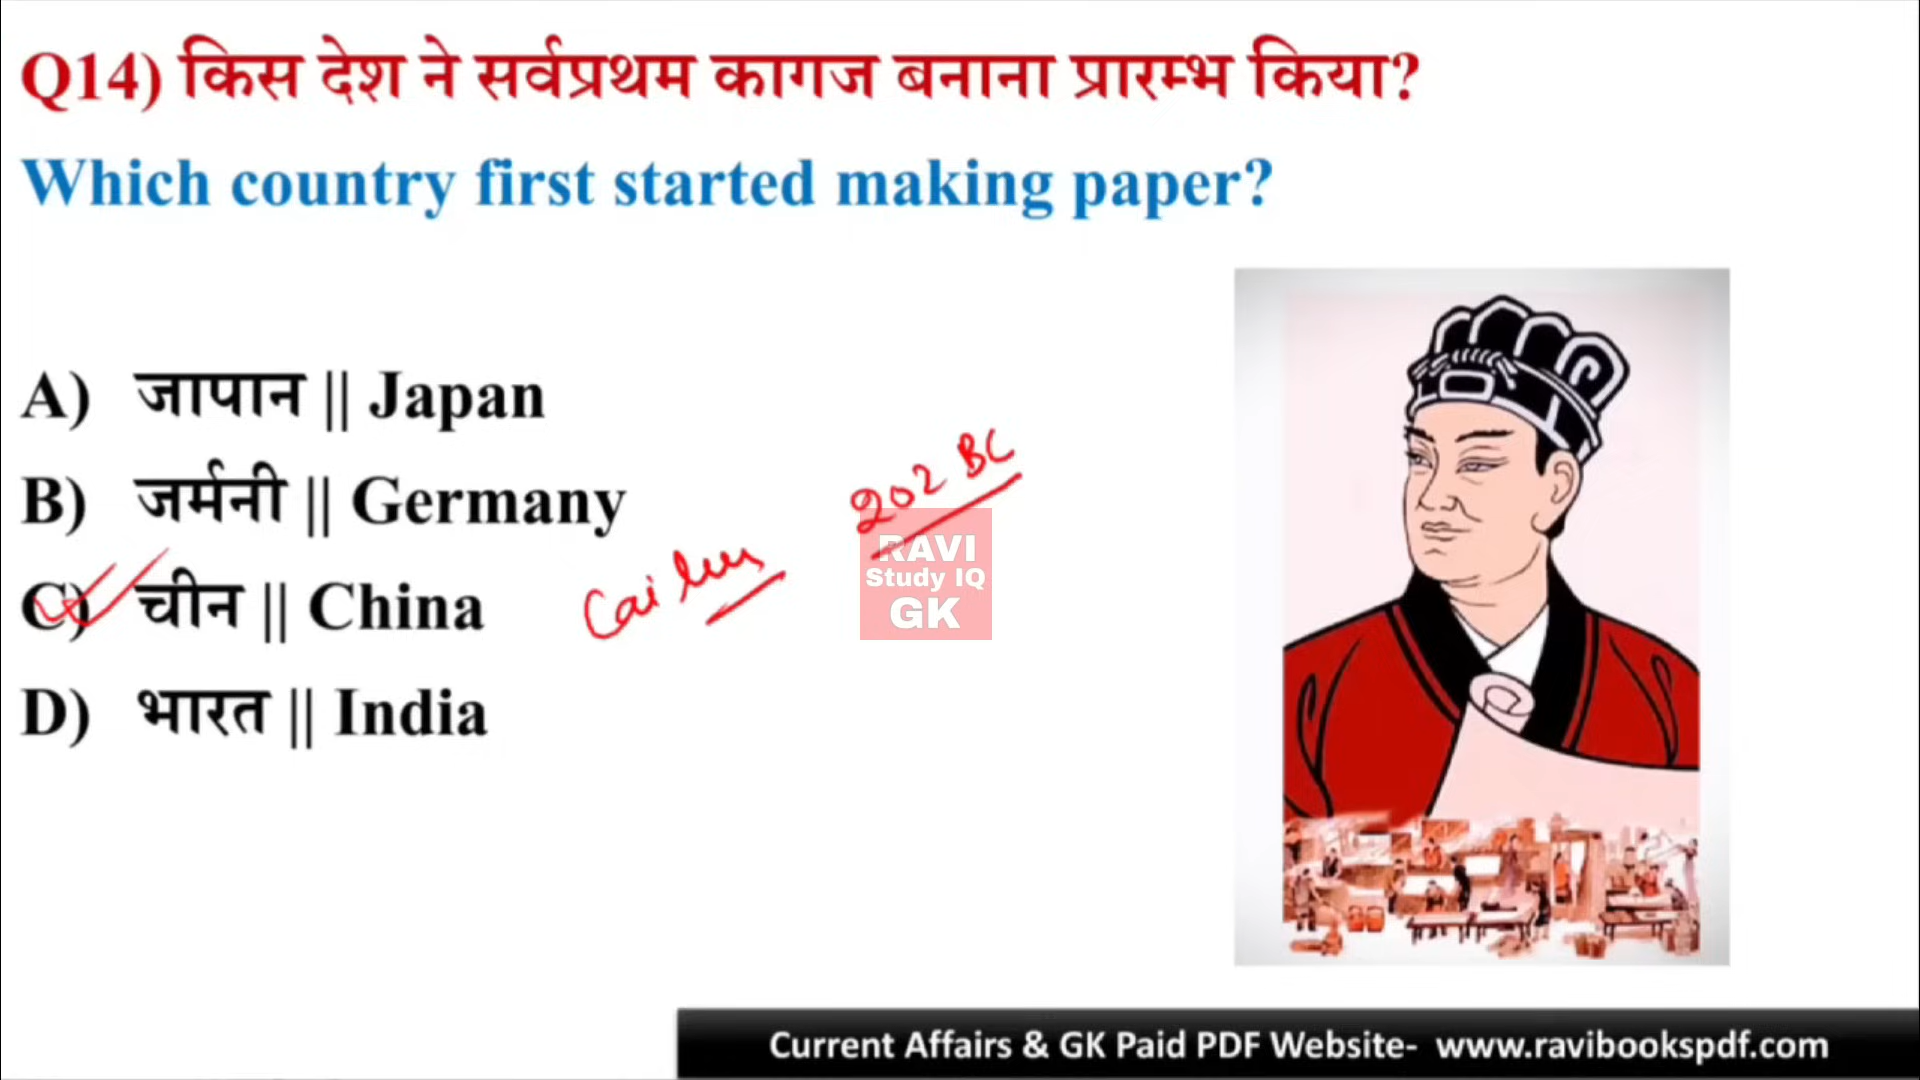 Q14) किस देश ने सर्वप्रथम कागज बनाना प्रारम्भ किया?
Which country first started making paper?
A) जापान || Japan
B) जर्मनी || Germany
202 BC
C) चीन || China
Cai lun
D) भारत || India
RAVI
Study IQ
GK
Current Affairs & GK Paid PDF Website- www.ravibookspdf.com